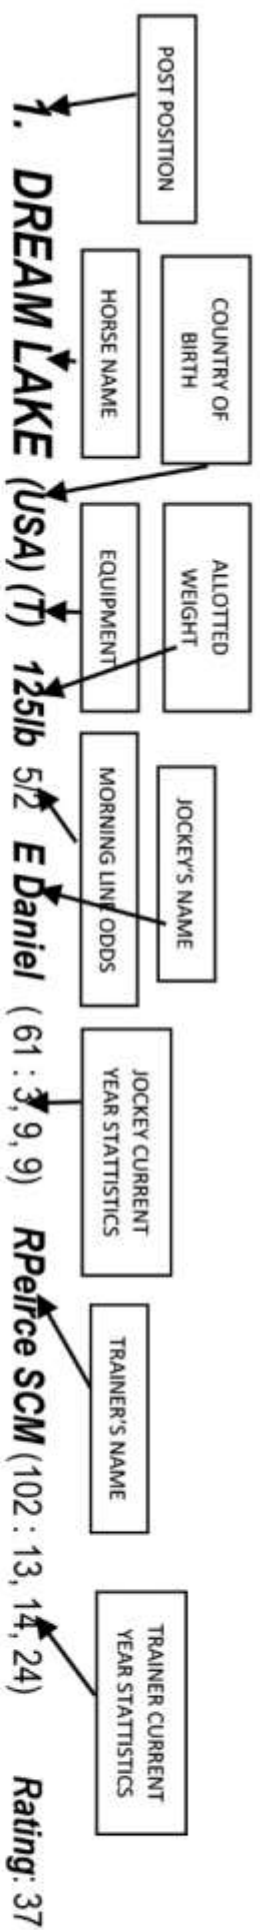 POST POSITION
COUNTRY OF
BIRTH
HORSE NAME
ALLOTTED
WEIGHT
EQUIPMENT
JOCKEY'S NAME
MORNING LINE ODDS
JOCKEY CURRENT
YEAR STATTISTICS
TRAINER'S NAME
TRAINER CURRENT
YEAR STATTISTICS
1. DREAM LAKE (USA) (T) 125lb 5/2 E Daniel ( 61 : 3, 9, 9) RPeirce SCM (102 : 13, 14, 24) Rating: 37